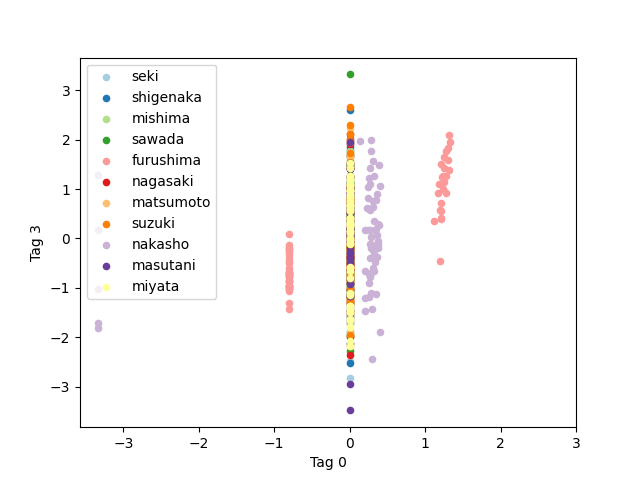 seki
shigenaka
mishima
sawada
furushima
nagasaki
matsumoto
suzuki
nakasho
masutani
miyata
3
2
1
0
−1
−2
−3
Tag 3
−3 −2 −1 0 1 2 3
Tag 0